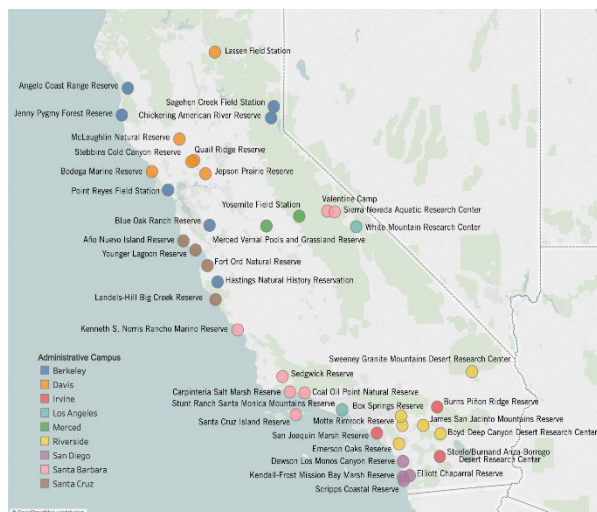 Lassen Field Station
Angelo Coast Range Reserve
Sagehen Creek Field Station
Jenny Pygmy Forest Reserve
Chickering American River Reserve
McLaughlin Natural Reserve
Quail Ridge Reserve
Stebbins Cold Canyon Reserve
Bodega Marine Reserve
Jepson Prairie Reserve
Point Reyes Field Station
Valentine Camp
Yosemite Field Station
Sierra Nevada Aquatic Research Center
Blue Oak Ranch Reserve
White Mountain Research Center
Merced Vernal Pools and Grassland Reserve
Año Nuevo Island Reserve
Younger Lagoon Reserve
Fort Ord Natural Reserve
Hastings Natural History Reservation
Landels-Hill Big Creek Reserve
Kenneth S. Norris Rancho Marino Reserve
Sweeney Granite Mountains Desert Research Center
Administrative Campus
Berkeley
Davis
Irvine
Los Angeles
Merced
Riverside
San Diego
Santa Barbara
Santa Cruz
Sedgwick Reserve
Carpinteria Salt Marsh Reserve
Coal Oil Point Natural Reserve
Stunt Ranch Santa Monica Mountains Reserve
Burns Piñon Ridge Reserve
Box Springs Reserve
Santa Cruz Island Reserve
Motte Rimrock Reserve
James San Jacinto Mountains Reserve
San Joaquin Marsh Reserve
Boyd Deep Canyon Desert Research Center
Emerson Oaks Reserve
Steele/Burnand Anza-Borrego
Desert Research Center
Dawson Los Monos Canyon Reserve
Kendall-Frost Mission Bay Marsh Reserve
Elliott Chaparral Reserve
Scripps Coastal Reserve
© OpenStreetMap contributors